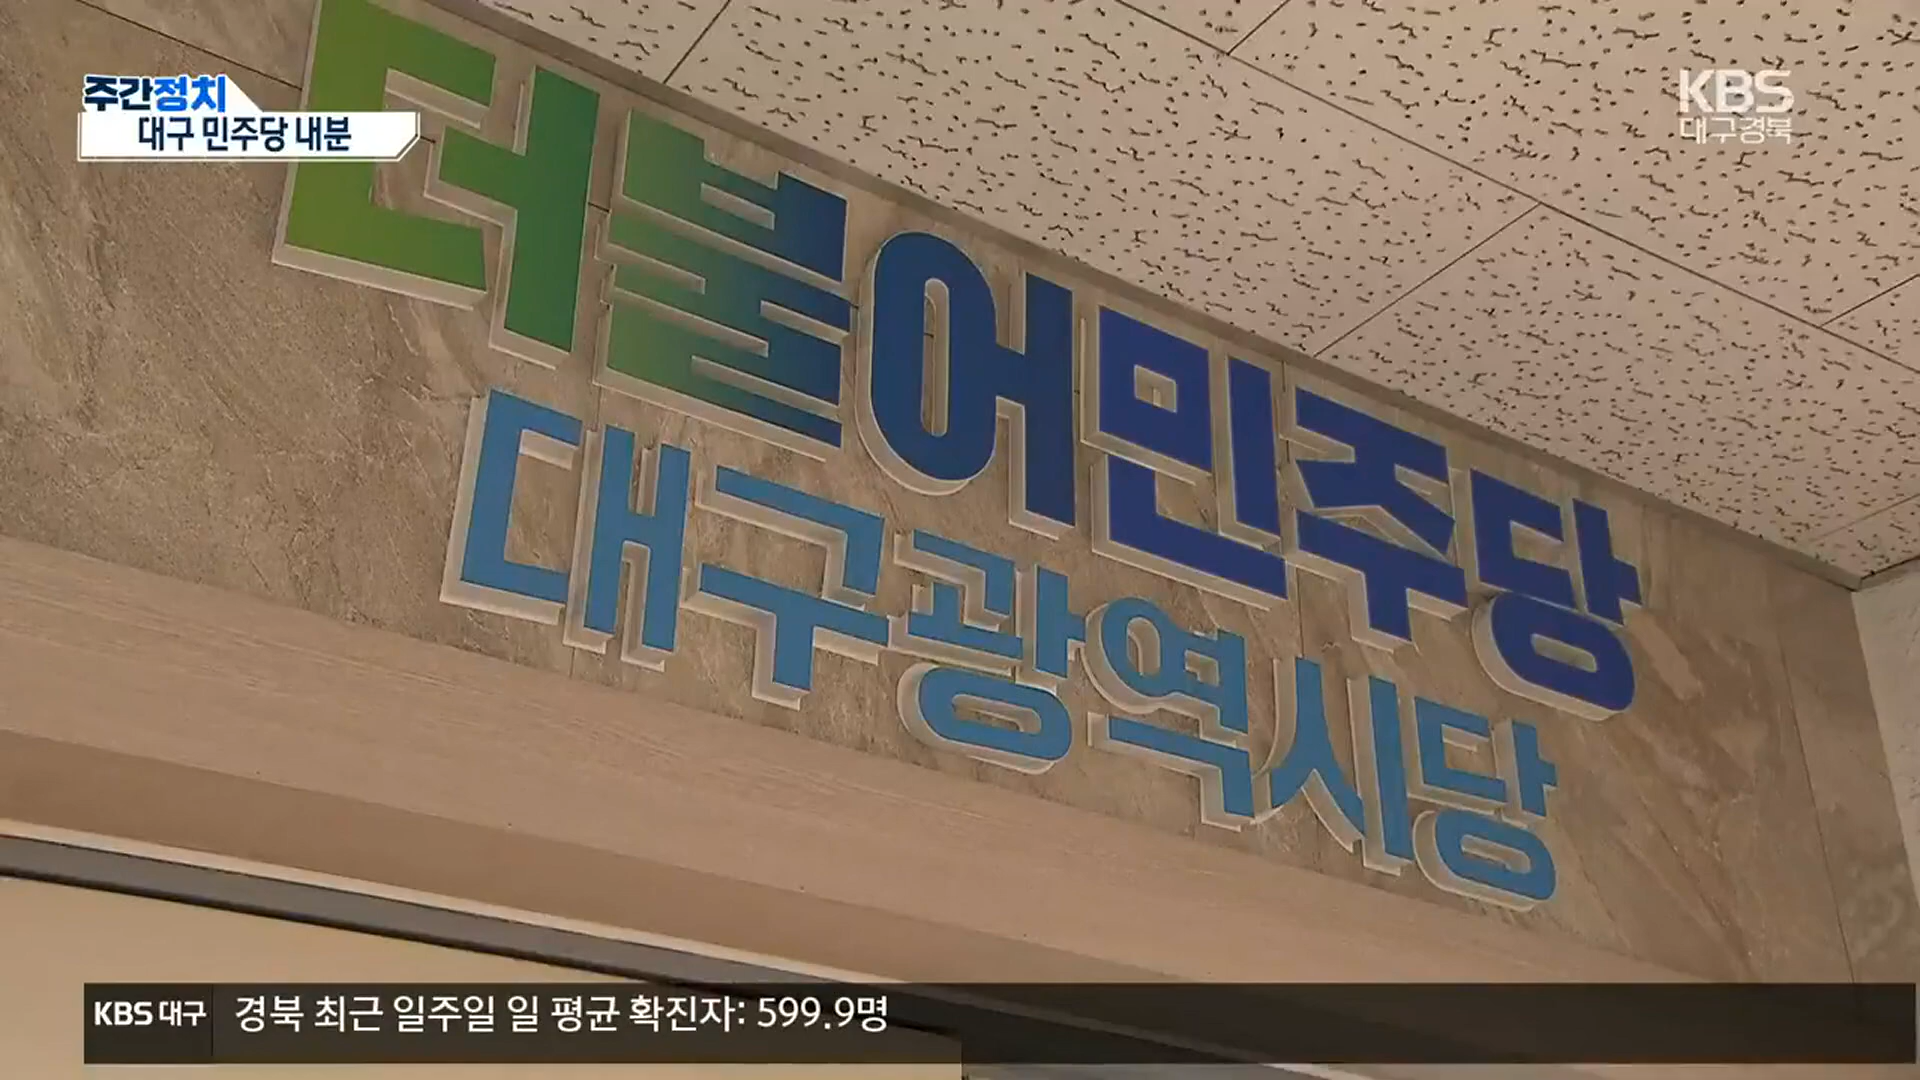 주간정치
대구 민주당 내분
KBS
대구경북
더불어민주당
대구광역시당
KBS 대구
경북 최근 일주일 일 평균 확진자: 599.9명